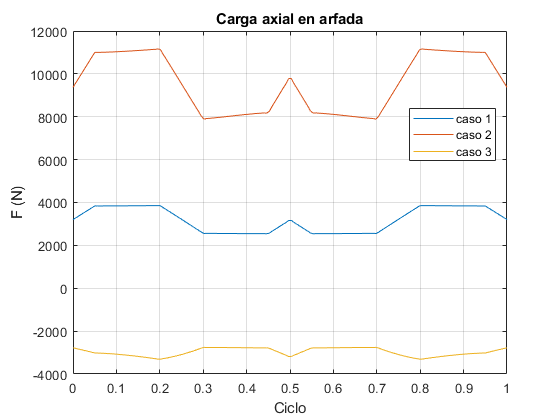 Carga axial en arfada
12000
10000
8000
6000
4000
2000
0
-2000
-4000
F (N)
caso 1
caso 2
caso 3
0 0.1 0.2 0.3 0.4 0.5 0.6 0.7 0.8 0.9 1
Ciclo